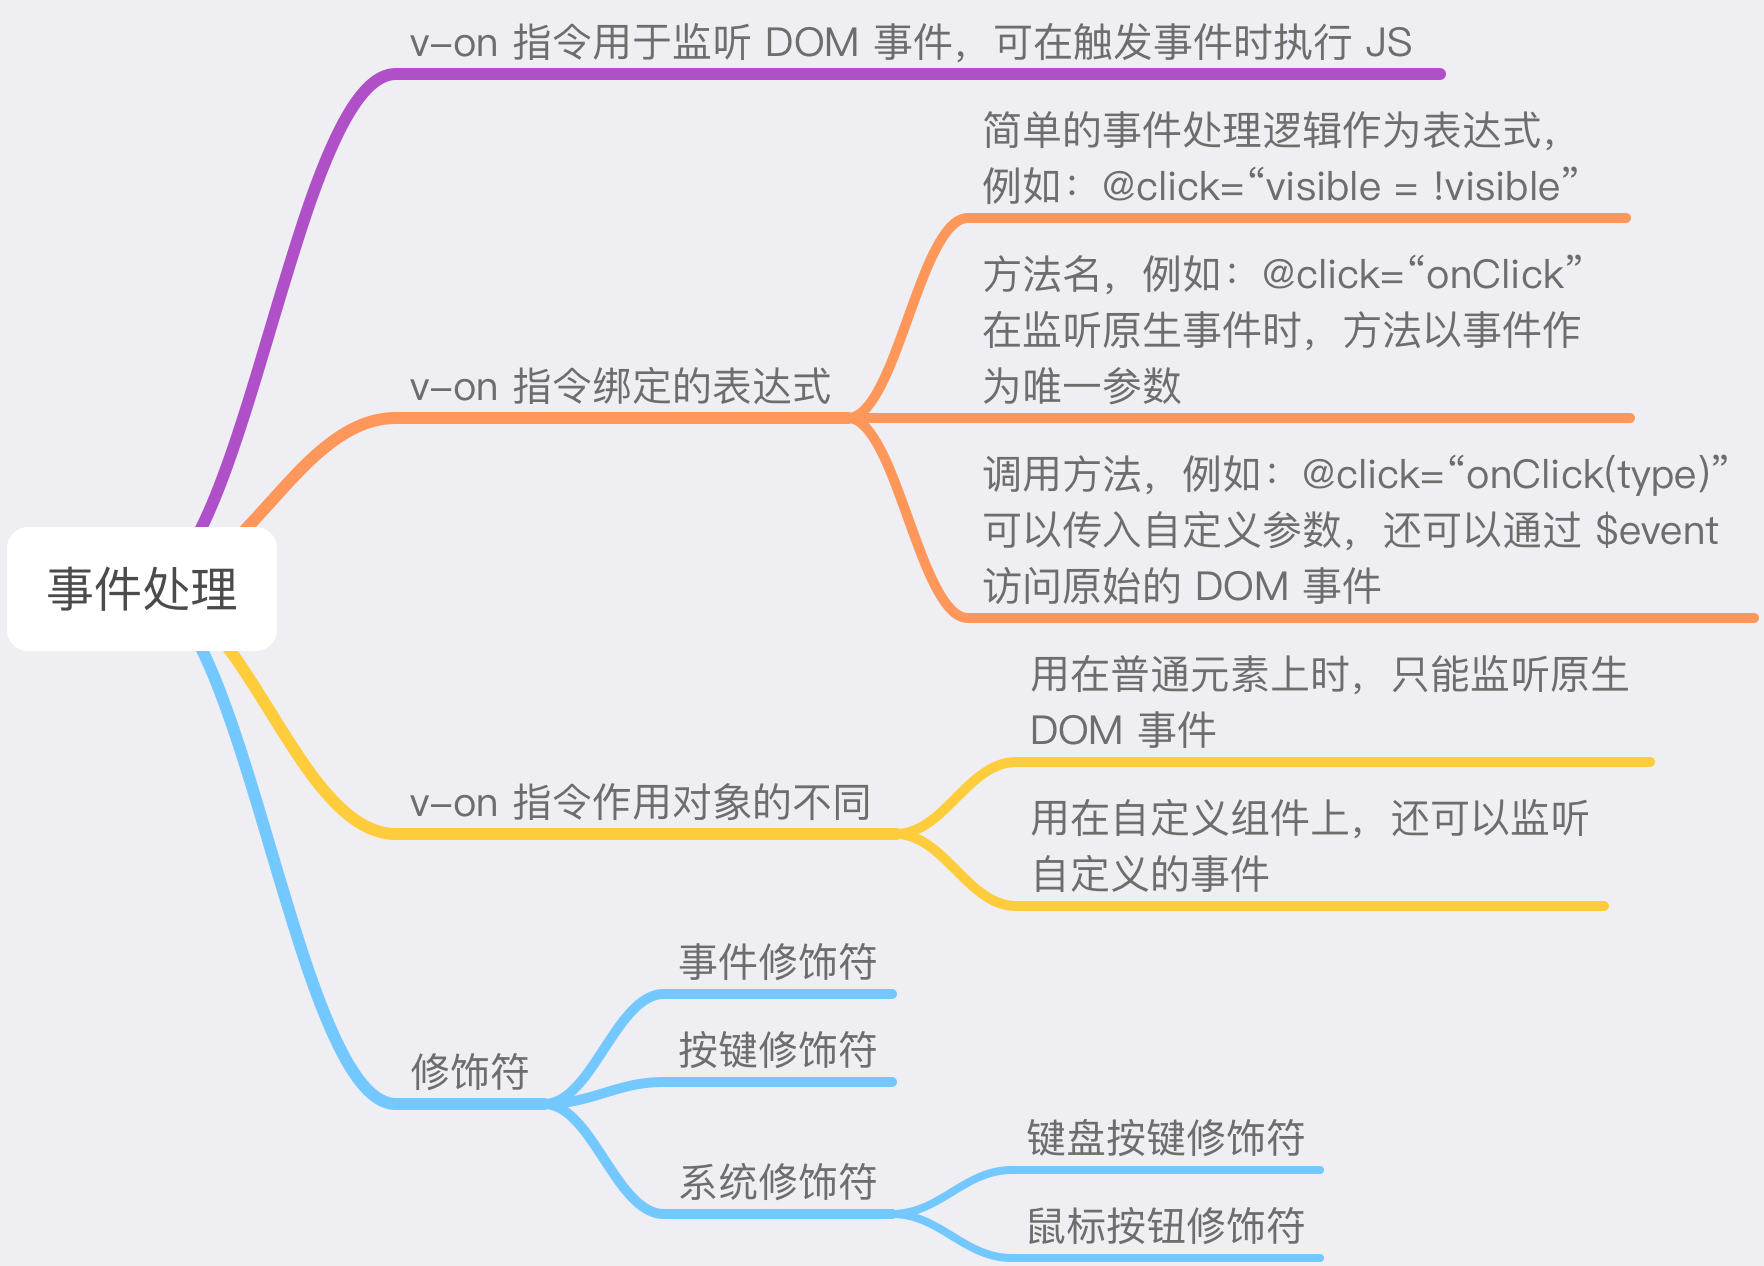 v-on 指令用于监听 DOM 事件，可在触发事件时执行 JS
简单的事件处理逻辑作为表达式，
例如：@click=“visible = !visible”
方法名，例如：@click=“onClick”
在监听原生事件时，方法以事件作
为唯一参数
v-on 指令绑定的表达式
调用方法，例如：@click=“onClick(type)”
可以传入自定义参数，还可以通过 $event
访问原始的 DOM 事件
事件处理
用在普通元素上时，只能监听原生
DOM 事件
v-on 指令作用对象的不同
用在自定义组件上，还可以监听
自定义的事件
事件修饰符
按键修饰符
修饰符
系统修饰符
键盘按键修饰符
鼠标按钮修饰符